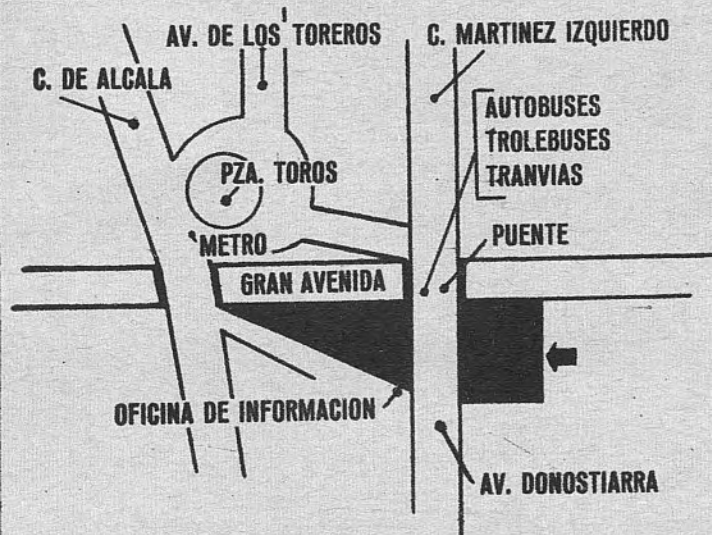 AV. DE LOS TOREROS
C. MARTINEZ IZQUIERDO
C. DE ALCALA
AUTOBUSES
TROLEBUSES
TRANVIAS
PZA. TOROS
METRO
PUENTE
GRAN AVENIDA
OFICINA DE INFORMACION
AV. DONOSTIARRA